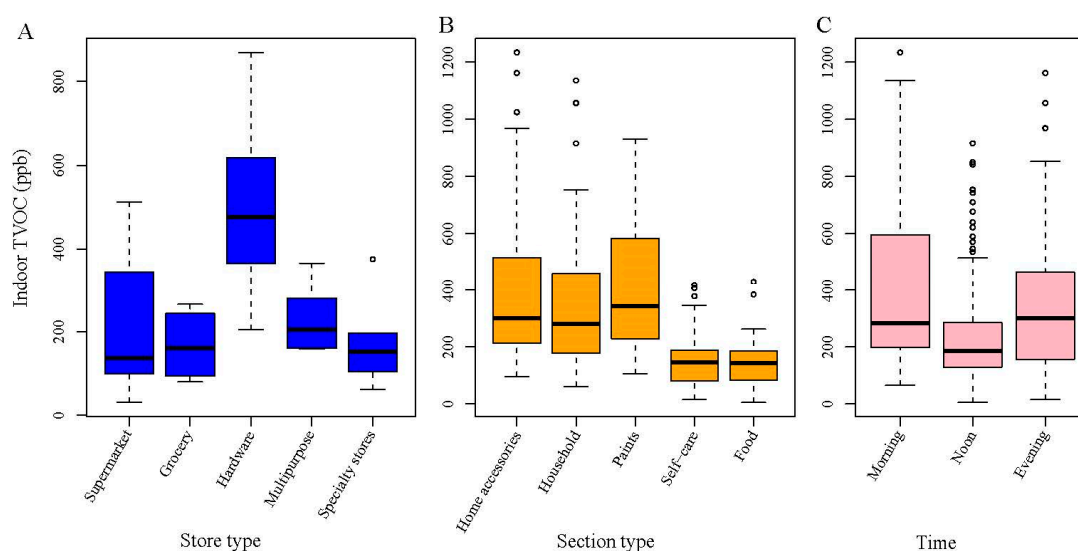 A
Indoor TVOC (ppb)
0
200
400
600
800
Supermarket
Grocery
Hardware
Multipurpose
Specialty stores
Store type
B
0
200
400
600
800
1000
1200
Home accessories
Household
Paints
Self-care
Food
Section type
C
0
200
400
600
800
1000
1200
Morning
Noon
Evening
Time